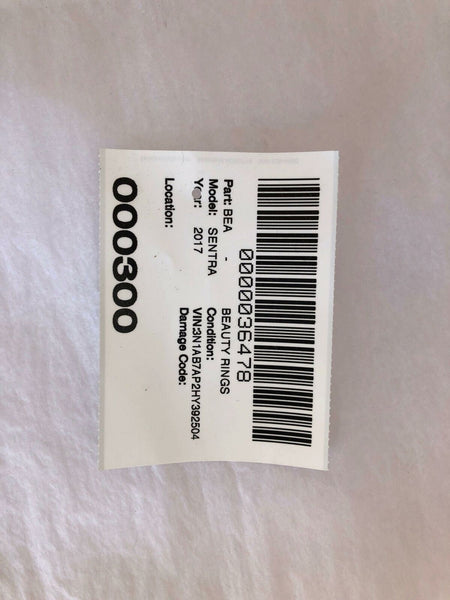 0000036478
Part: BEA - BEAUTY RINGS
Model: SENTRA Condition:
Year: 2017 VIN:3N1AB7AP2HY392504
Damage Code:
Location:
000300